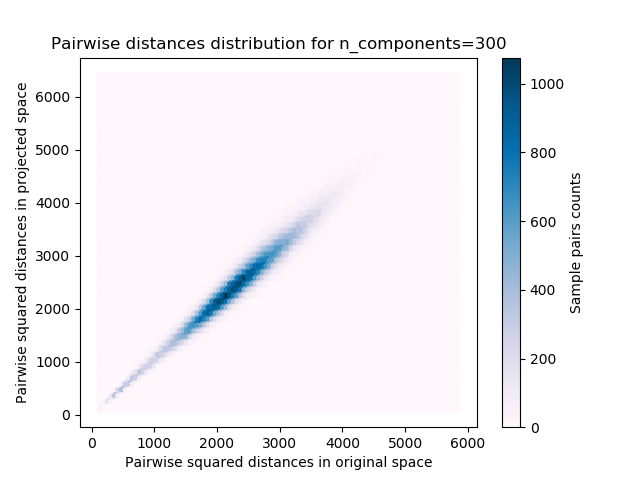 Pairwise distances distribution for n_components=300
Pairwise squared distances in projected space
6000
5000
4000
3000
2000
1000
0
0 1000 2000 3000 4000 5000 6000
Pairwise squared distances in original space
1000
800
600
400
200
0
Sample pairs counts